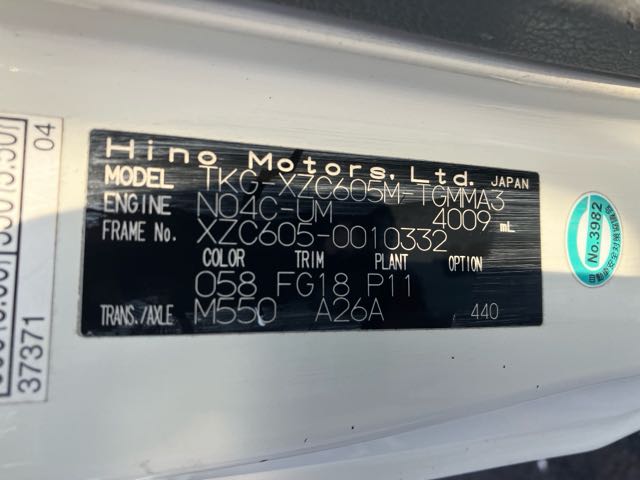 Hino Motors, Ltd. JAPAN
MODEL TKG-XZC605M-TGMMA3
ENGINE N04C-UM 4009 mL
FRAME NO. XZC605-0010332
COLOR TRIM PLANT OPTION
058 FG18 P11
TRANS./AXLE M550 A26A 440
No.3982
04
37371